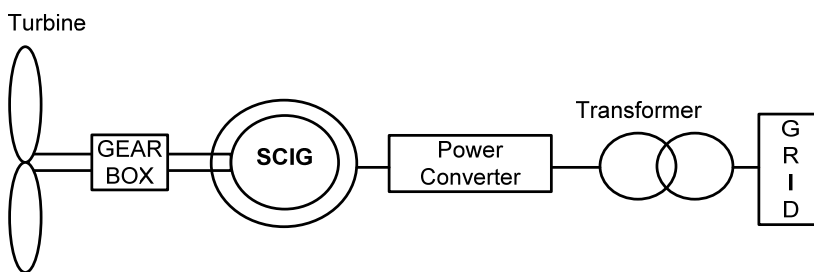 Turbine
GEAR
BOX
SCIG
Power
Converter
Transformer
G
R
I
D